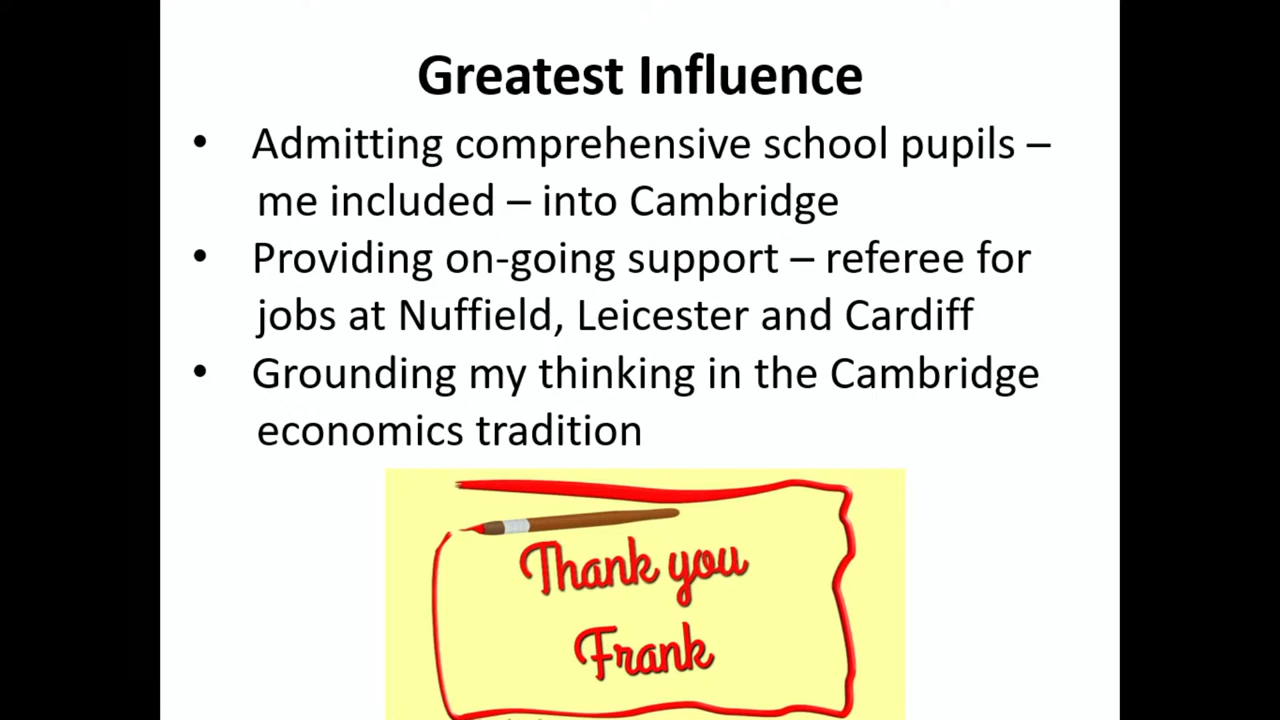 Greatest Influence
• Admitting comprehensive school pupils –
me included – into Cambridge
• Providing on-going support – referee for
jobs at Nuffield, Leicester and Cardiff
• Grounding my thinking in the Cambridge
economics tradition
Thank you
Frank